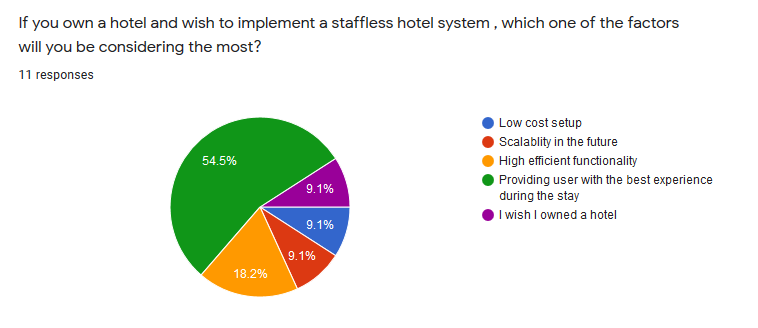 If you own a hotel and wish to implement a staffless hotel system , which one of the factors
will you be considering the most?
11 responses
54.5%
9.1%
9.1%
9.1%
18.2%
Low cost setup
Scalablity in the future
High efficient functionality
Providing user with the best experience
during the stay
I wish I owned a hotel